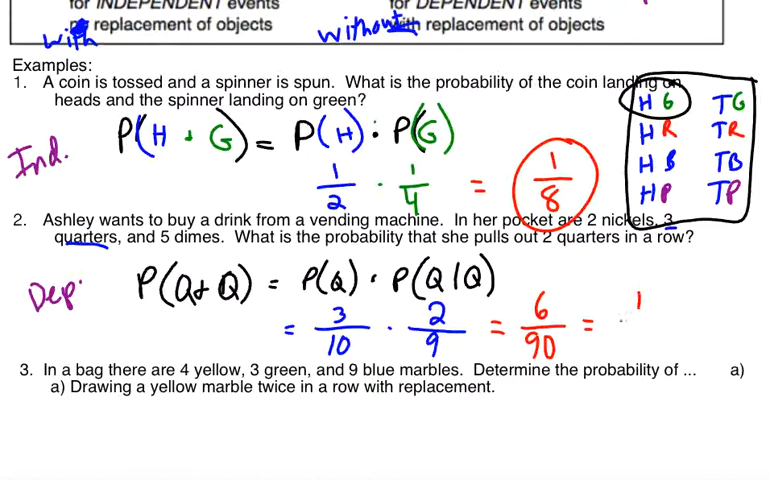 for INDEPENDENT events
with replacement of objects
for DEPENDENT events
without with replacement of objects
Examples:
1. A coin is tossed and a spinner is spun. What is the probability of the coin landing on
heads and the spinner landing on green?
Ind.
P(H + G) = P(H) · P(G)
1/2 · 1/4 = 1/8
H G TG
H R TR
H B TB
H P TP
2. Ashley wants to buy a drink from a vending machine. In her pocket are 2 nickels, 3
quarters, and 5 dimes. What is the probability that she pulls out 2 quarters in a row?
Dep.
P(Q + Q) = P(Q) · P(Q|Q)
= 3/10 · 2/9 = 6/90 = 1
3. In a bag there are 4 yellow, 3 green, and 9 blue marbles. Determine the probability of ... a)
a) Drawing a yellow marble twice in a row with replacement.